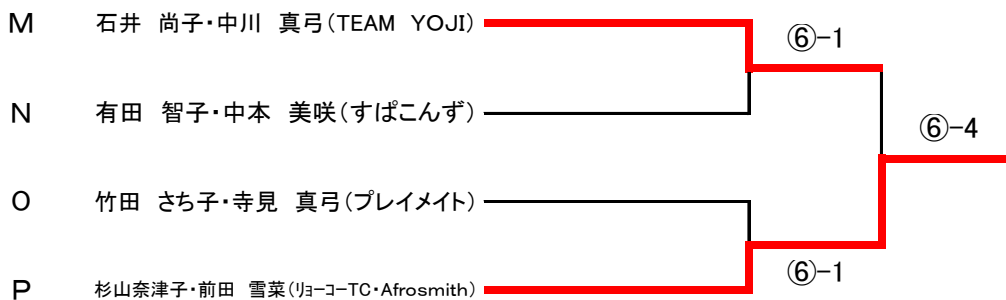 M 石井 尚子・中川 真弓(TEAM YOJI)
⑥-1
N 有田 智子・中本 美咲(すぱこんず)
⑥-4
O 竹田 さち子・寺見 真弓(プレイメイト)
⑥-1
P 杉山奈津子・前田 雪菜(リョーコーTC・Afrosmith)